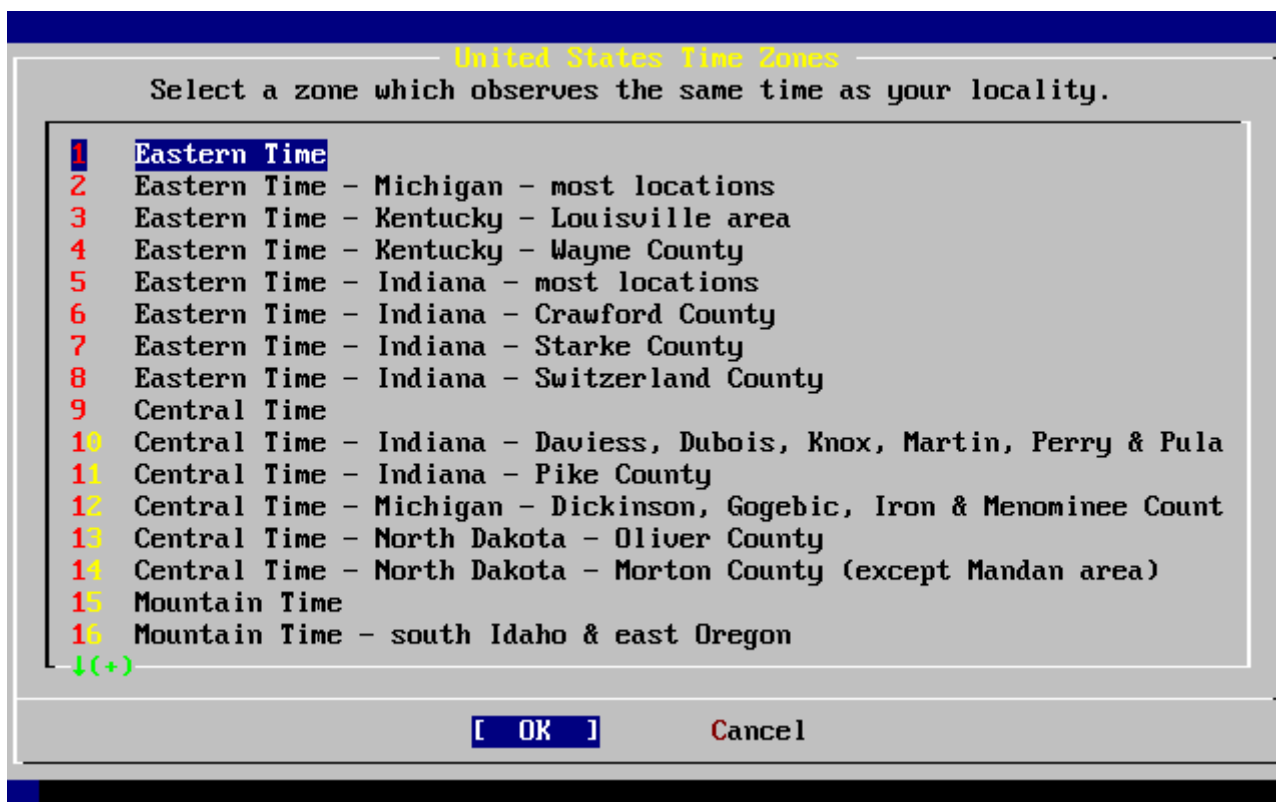 United States Time Zones
Select a zone which observes the same time as your locality.
1 Eastern Time
2 Eastern Time - Michigan - most locations
3 Eastern Time - Kentucky - Louisville area
4 Eastern Time - Kentucky - Wayne County
5 Eastern Time - Indiana - most locations
6 Eastern Time - Indiana - Crawford County
7 Eastern Time - Indiana - Starke County
8 Eastern Time - Indiana - Switzerland County
9 Central Time
10 Central Time - Indiana - Daviess, Dubois, Knox, Martin, Perry & Pula
11 Central Time - Indiana - Pike County
12 Central Time - Michigan - Dickinson, Gogebic, Iron & Menominee Count
13 Central Time - North Dakota - Oliver County
14 Central Time - North Dakota - Morton County (except Mandan area)
15 Mountain Time
16 Mountain Time - south Idaho & east Oregon
↓(+)
[ OK ] Cancel